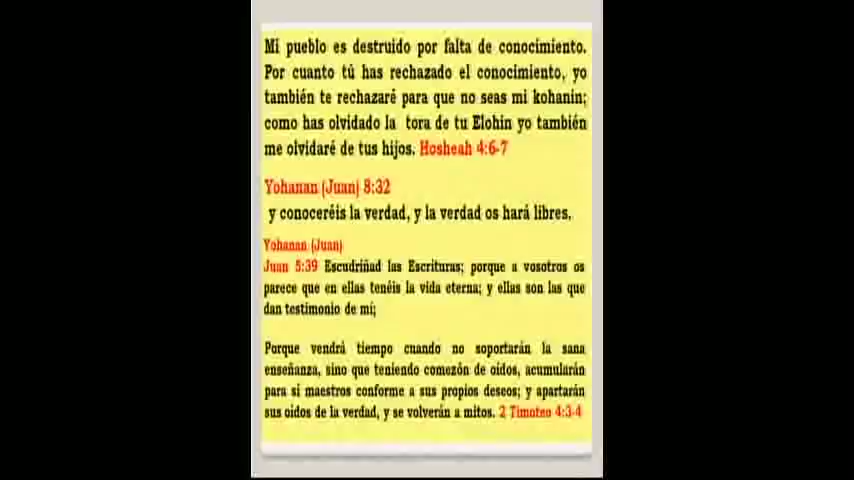 Mi pueblo es destruido por falta de conocimiento.
Por cuanto tú has rechazado el conocimiento, yo
también te rechazaré para que no seas mi kohanin;
como has olvidado la tora de tu Elohin yo también
me olvidaré de tus hijos. Hosheah 4:6-7
Yohanan (Juan) 8:32
y conoceréis la verdad, y la verdad os hará libres.
Yohanan (Juan)
Juan 5:39 Escudriñad las Escrituras; porque a vosotros os
parece que en ellas tenéis la vida eterna; y ellas son las que
dan testimonio de mí;
Porque vendrá tiempo cuando no soportarán la sana
enseñanza, sino que teniendo comezón de oídos, acumularán
para sí maestros conforme a sus propios deseos; y apartarán
sus oidos de la verdad, y se volverán a mitos. 2 Timoteo 4:3-4